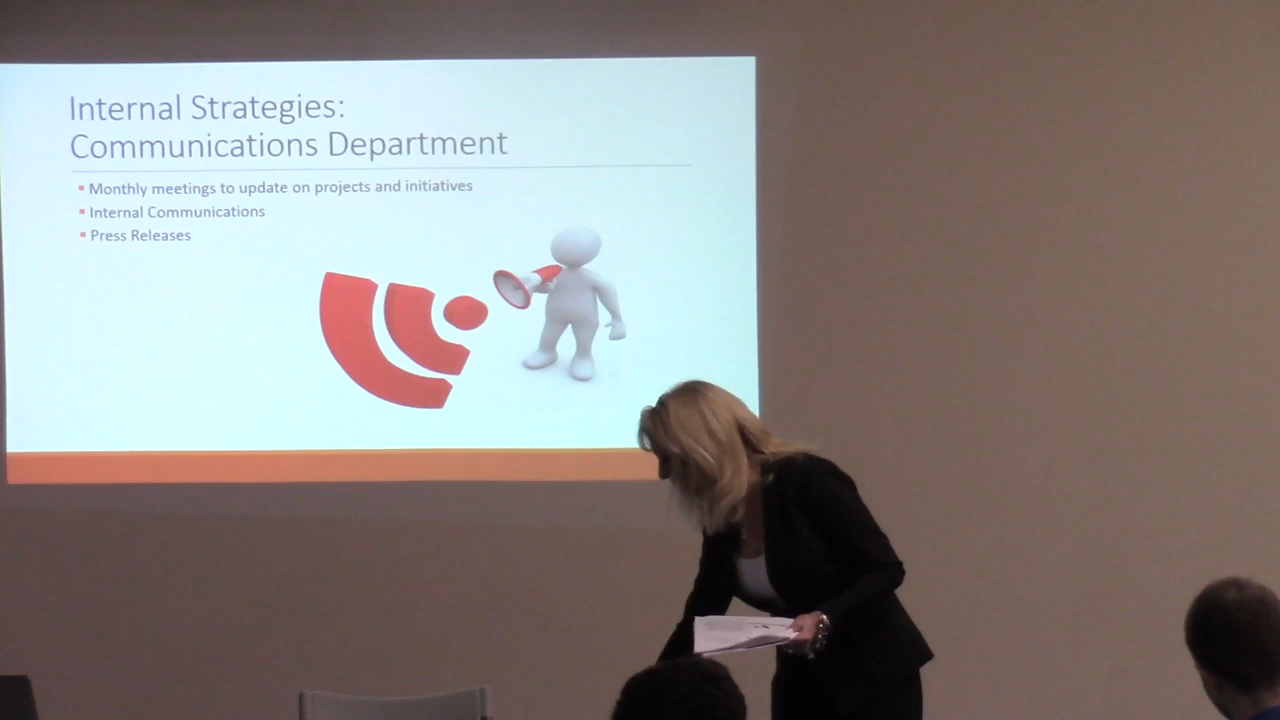 Internal Strategies:
Communications Department
Monthly meetings to update on projects and initiatives
Internal Communications
Press Releases